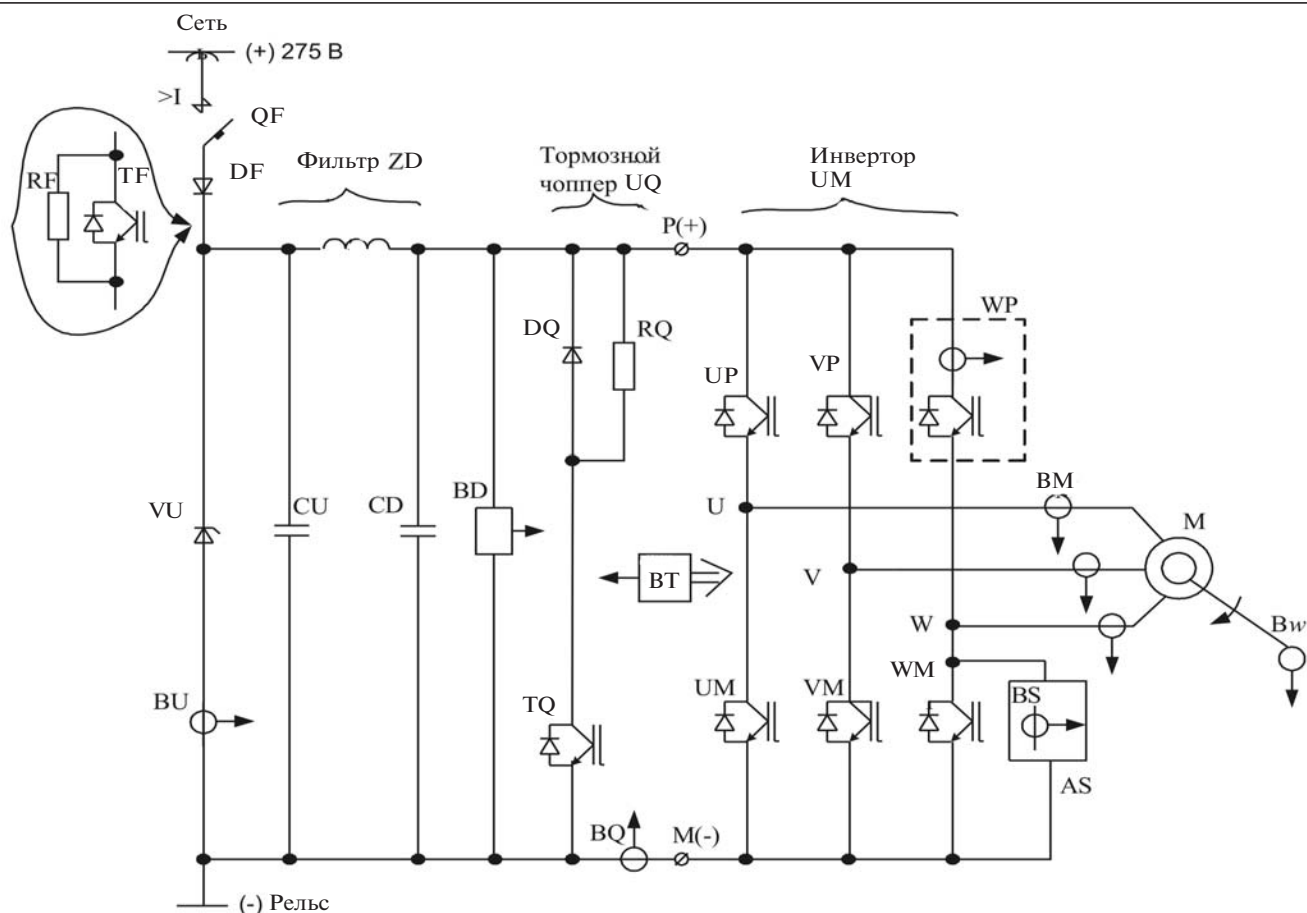 Сеть
(+) 275 В
>I
QF
RF
TF
DF
Фильтр ZD
Тормозной
чоппер UQ
Инвертор
UM
P(+)
WP
DQ
RQ
UP
VP
VU
CU
CD
BD
U
BM
M
BT
V
W
Bw
WM
BU
TQ
UM
VM
BS
AS
BQ
M(-)
(-) Рельс